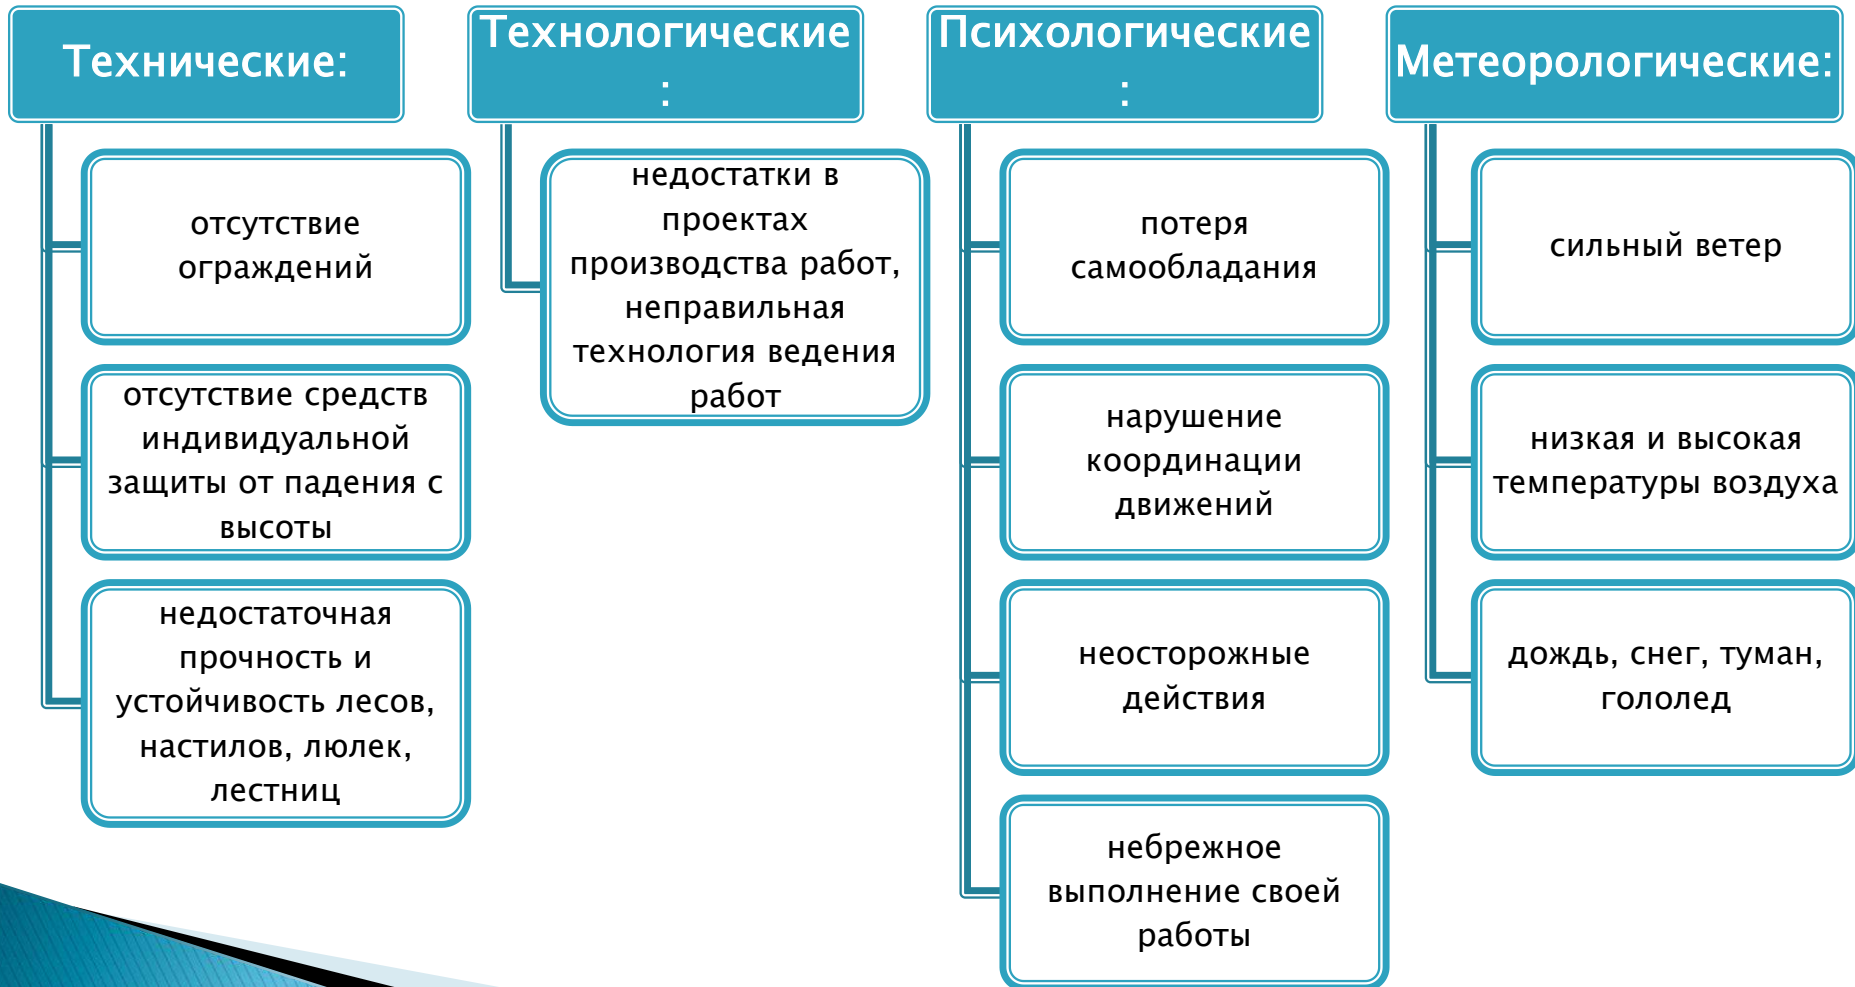 Технические:
отсутствие
ограждений
отсутствие средств
индивидуальной
защиты от падения с
высоты
недостаточная
прочность и
устойчивость лесов,
настилов, люлек,
лестниц
Технологические
:
недостатки в
проектах
производства работ,
неправильная
технология ведения
работ
Психологические
:
потеря
самообладания
нарушение
координации
движений
неосторожные
действия
небрежное
выполнение своей
работы
Метеорологические:
сильный ветер
низкая и высокая
температуры воздуха
дождь, снег, туман,
гололед